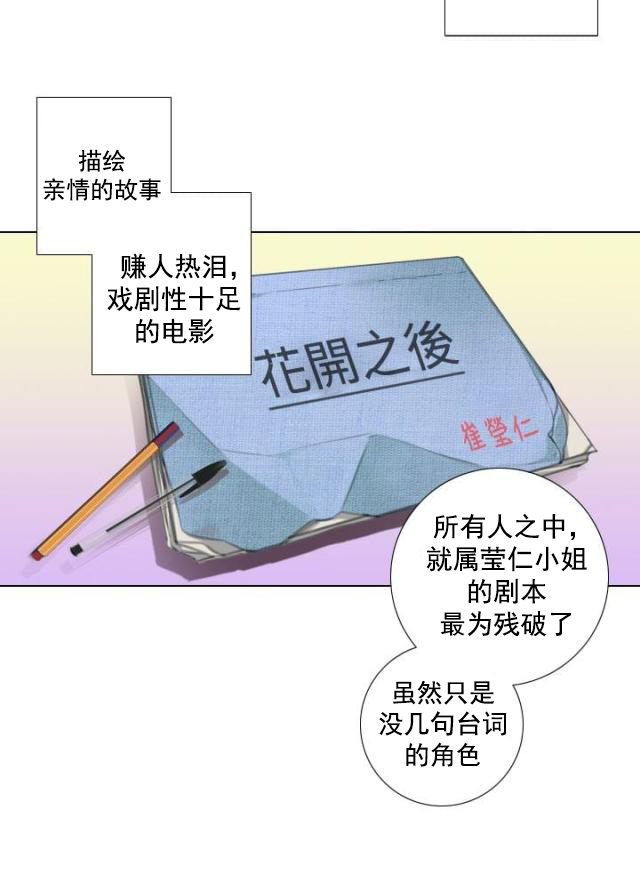 描绘
亲情的故事
赚人热泪，
戏剧性十足
的电影
花開之後
崔瑩仁
所有人之中，
就属莹仁小姐
的剧本
最为残破了
虽然只是
没几句台词
的角色